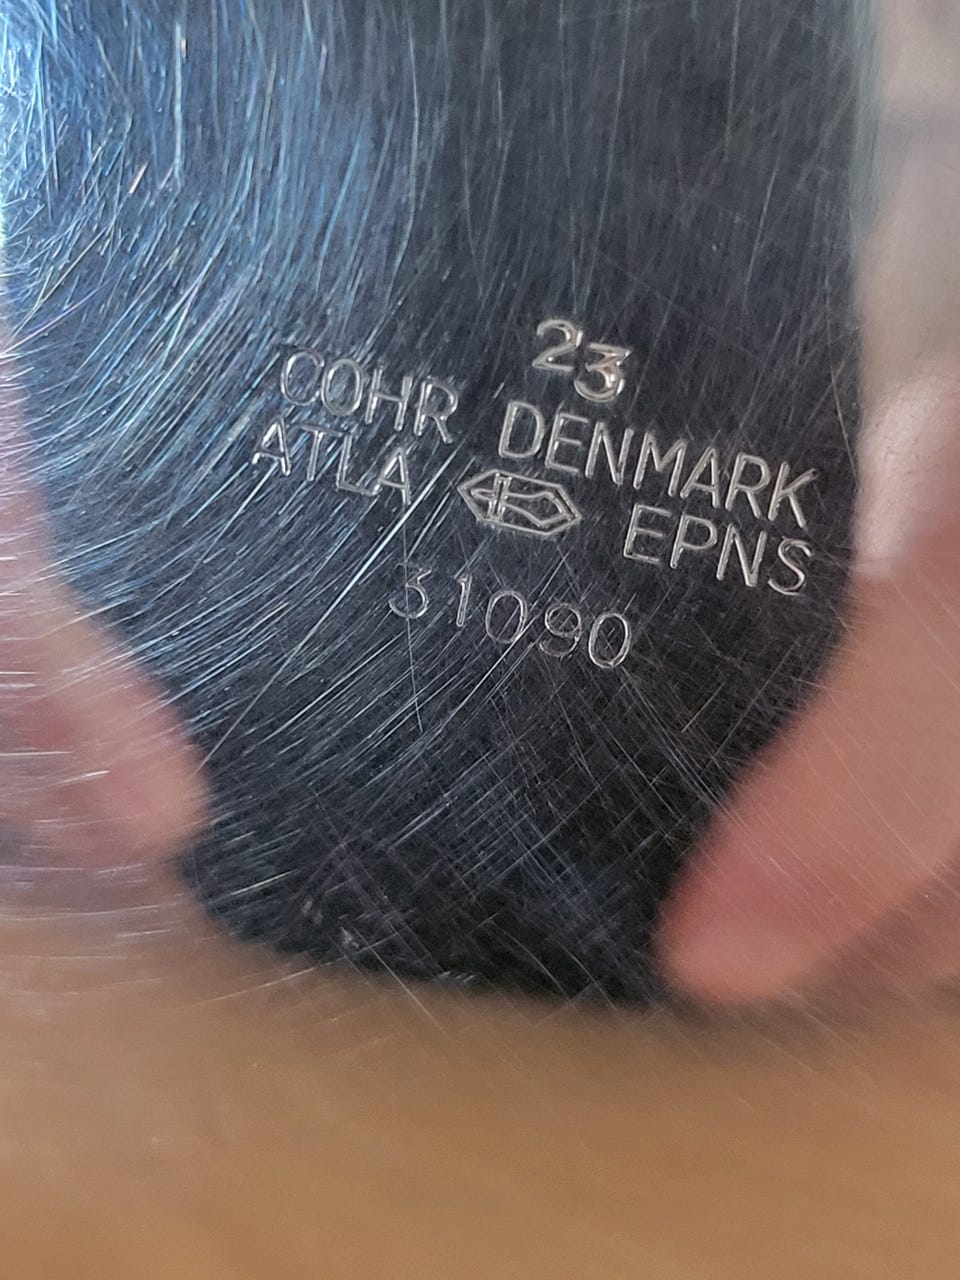 23
COHR DENMARK
ATLA EPNS
31090